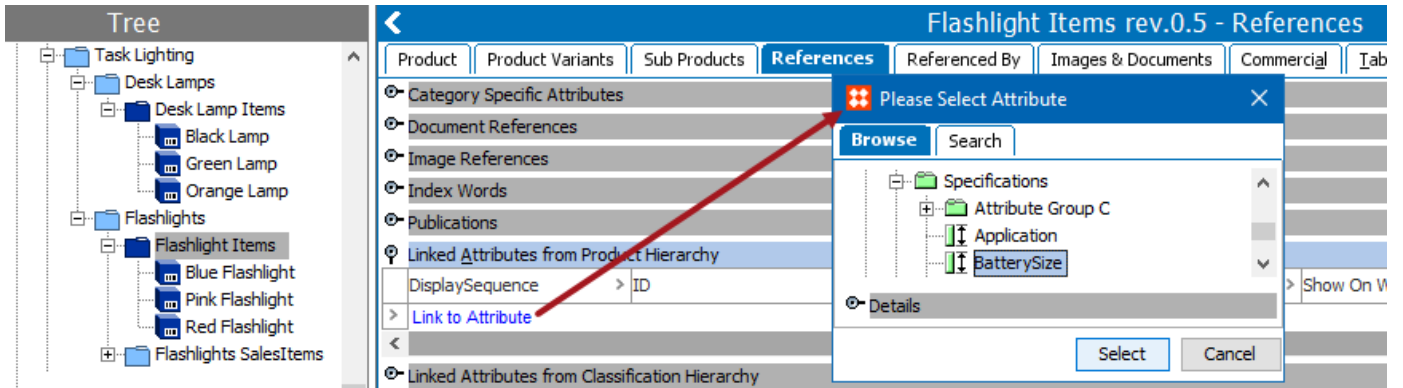 Tree
Task Lighting
Desk Lamps
Desk Lamp Items
Black Lamp
Green Lamp
Orange Lamp
Flashlights
Flashlight Items
Blue Flashlight
Pink Flashlight
Red Flashlight
Flashlights SalesItems
Flashlight Items rev.0.5 - References
Product Product Variants Sub Products References Referenced By Images & Documents Commercial Tab
Category Specific Attributes
Document References
Image References
Index Words
Publications
Linked Attributes from Product Hierarchy
DisplaySequence > ID > Show On W
> Link to Attribute
<
Linked Attributes from Classification Hierarchy
Please Select Attribute
Browse Search
Specifications
Attribute Group C
Application
BatterySize
Details
Select Cancel